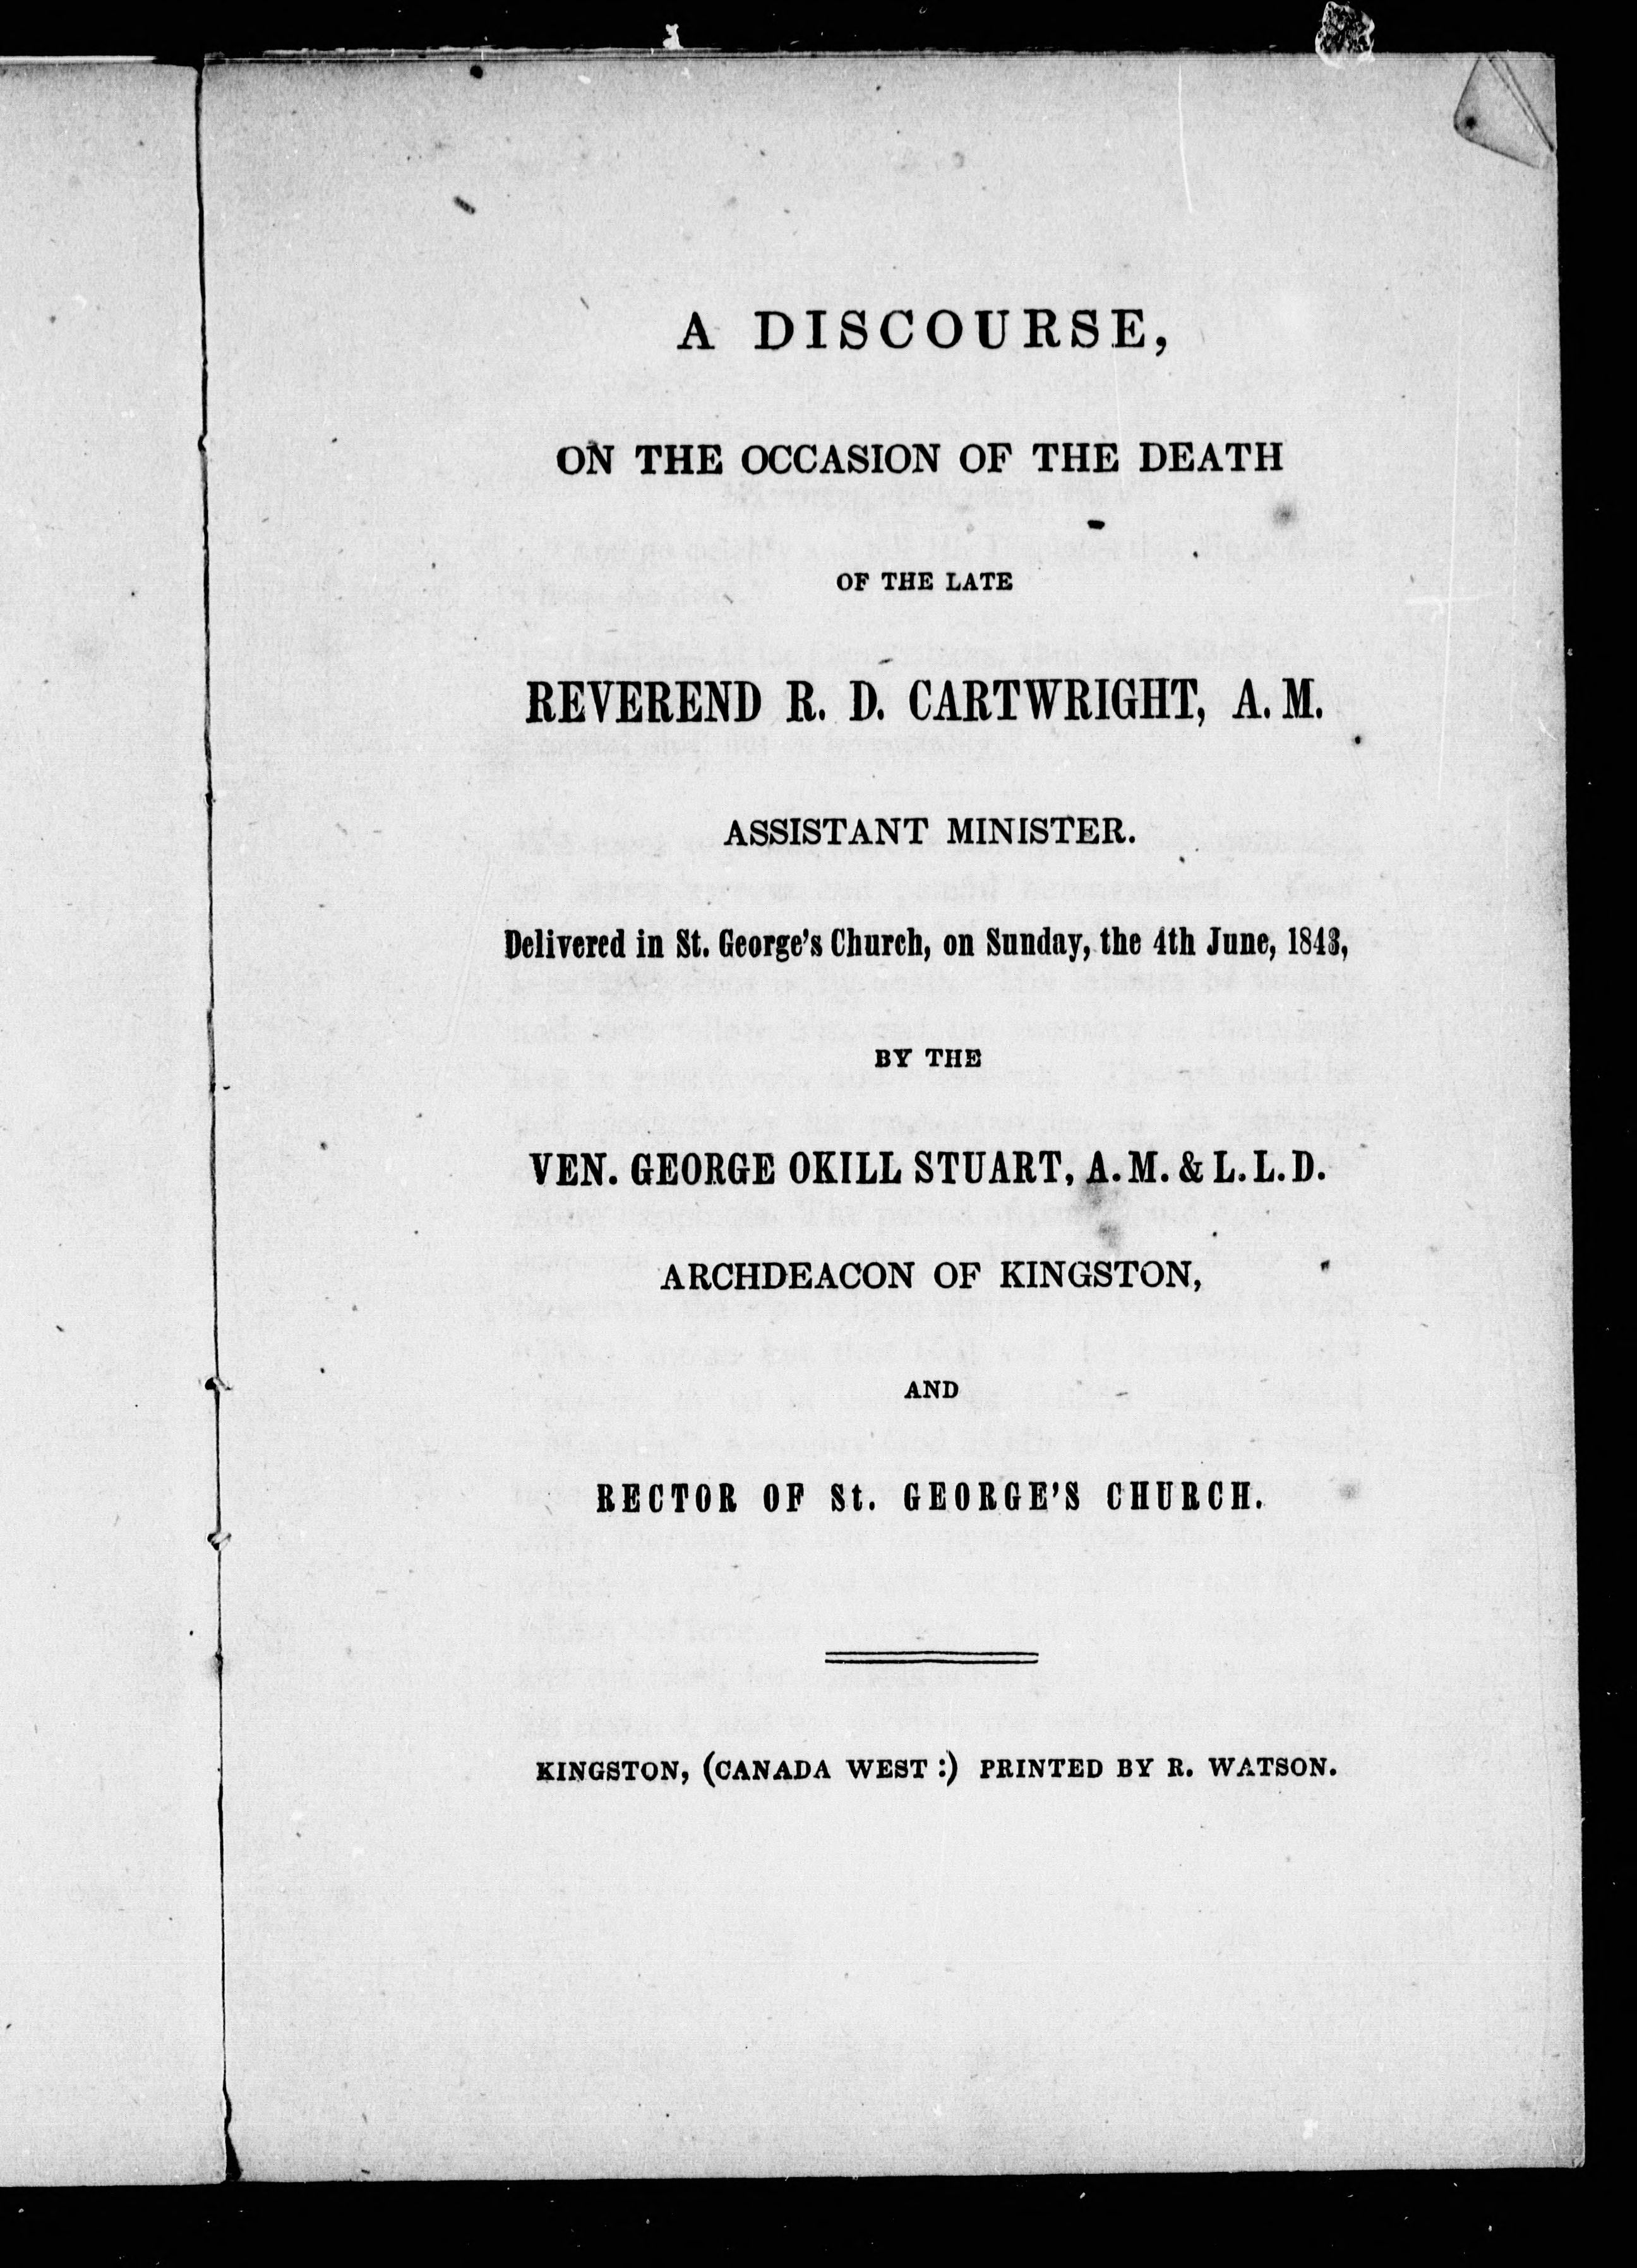 A DISCOURSE,
ON THE OCCASION OF THE DEATH
OF THE LATE
REVEREND R. D. CARTWRIGHT, A. M.
ASSISTANT MINISTER.
Delivered in St. George's Church, on Sunday, the 4th June, 1843,
BY THE
VEN. GEORGE OKILL STUART, A. M. & L. L. D.
ARCHDEACON OF KINGSTON,
AND
RECTOR OF St. GEORGE'S CHURCH.
KINGSTON, (CANADA WEST :) PRINTED BY R. WATSON.